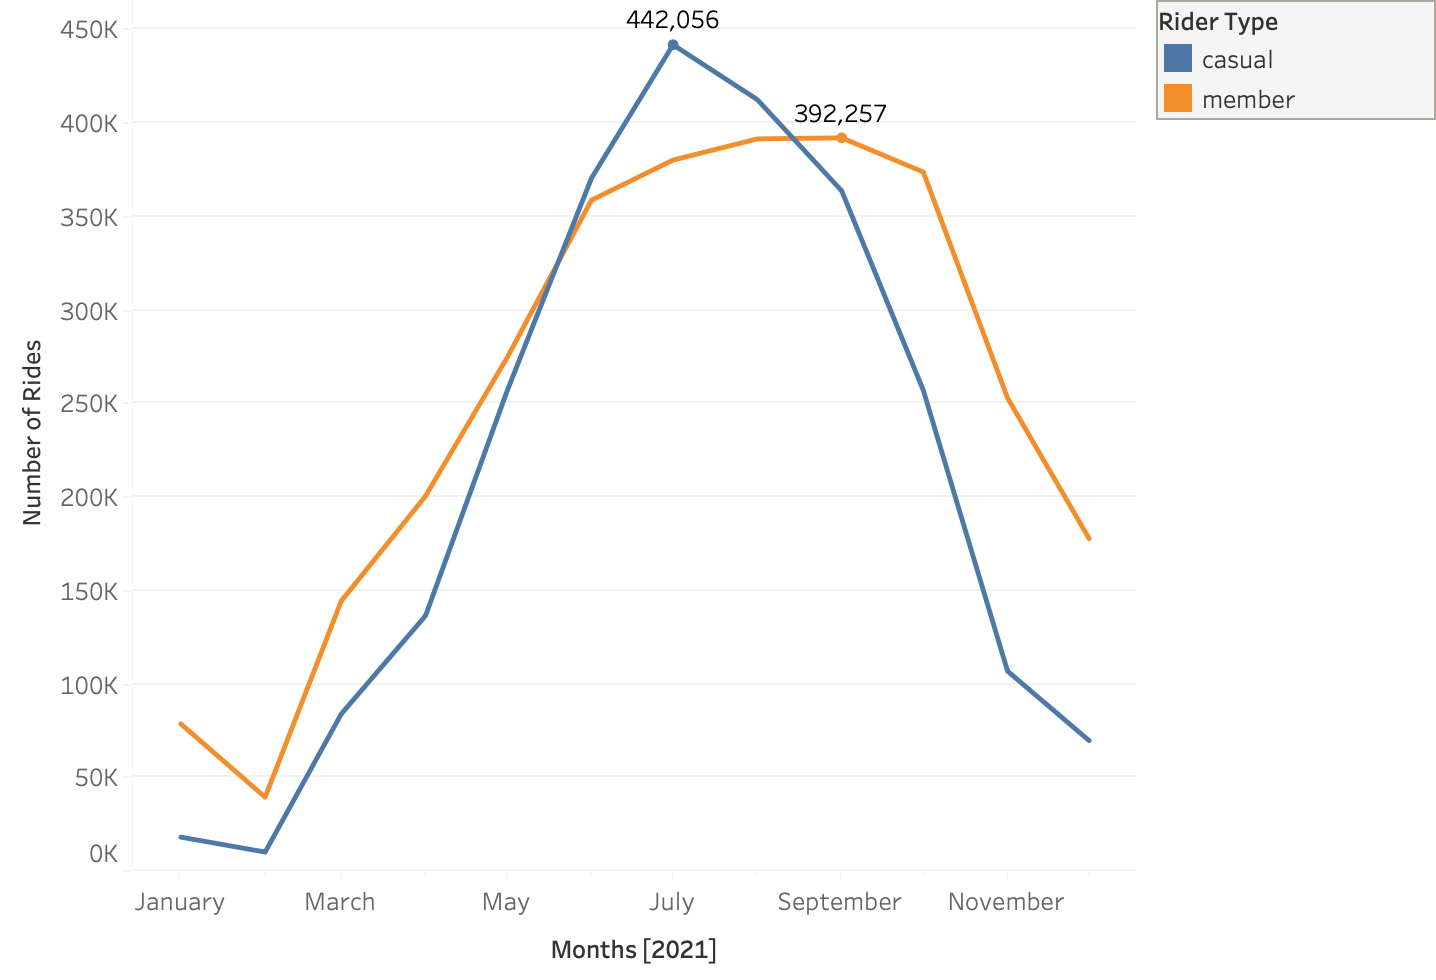 442,056
392,257
Rider Type
casual
member
450K
400K
350K
300K
250K
200K
150K
100K
50K
0K
Number of Rides
January
March
May
July
September
November
Months [2021]